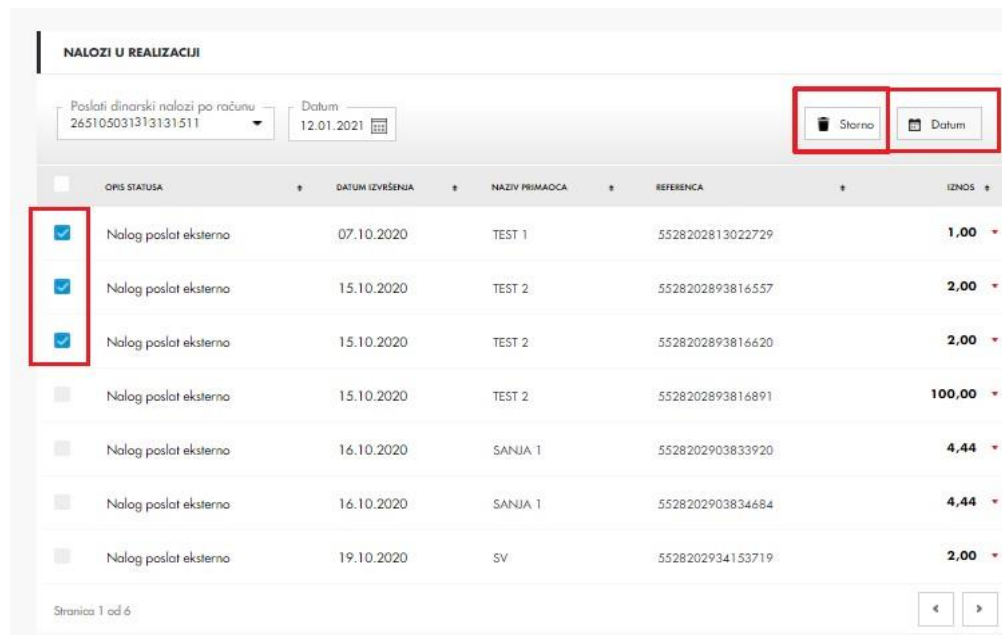 NALOZI U REALIZACIJI
Poslati dinarski nalozi po računu Datum
265105031313131511 12.01.2021 Storno Datum
OPIS STATUSA DATUM IZVRŠENJA NAZIV PRIMAOCA REFERENCA IZNOS
Nalog poslat eksterno 07.10.2020 TEST 1 5528202813022729 1,00
Nalog poslat eksterno 15.10.2020 TEST 2 5528202893816557 2,00
Nalog poslat eksterno 15.10.2020 TEST 2 5528202893816620 2,00
Nalog poslat eksterno 15.10.2020 TEST 2 5528202893816891 100,00
Nalog poslat eksterno 16.10.2020 SANJA 1 5528202903833920 4,44
Nalog poslat eksterno 16.10.2020 SANJA 1 5528202903834684 4,44
Nalog poslat eksterno 19.10.2020 SV 5528202934153719 2,00
Stranica 1 od 6